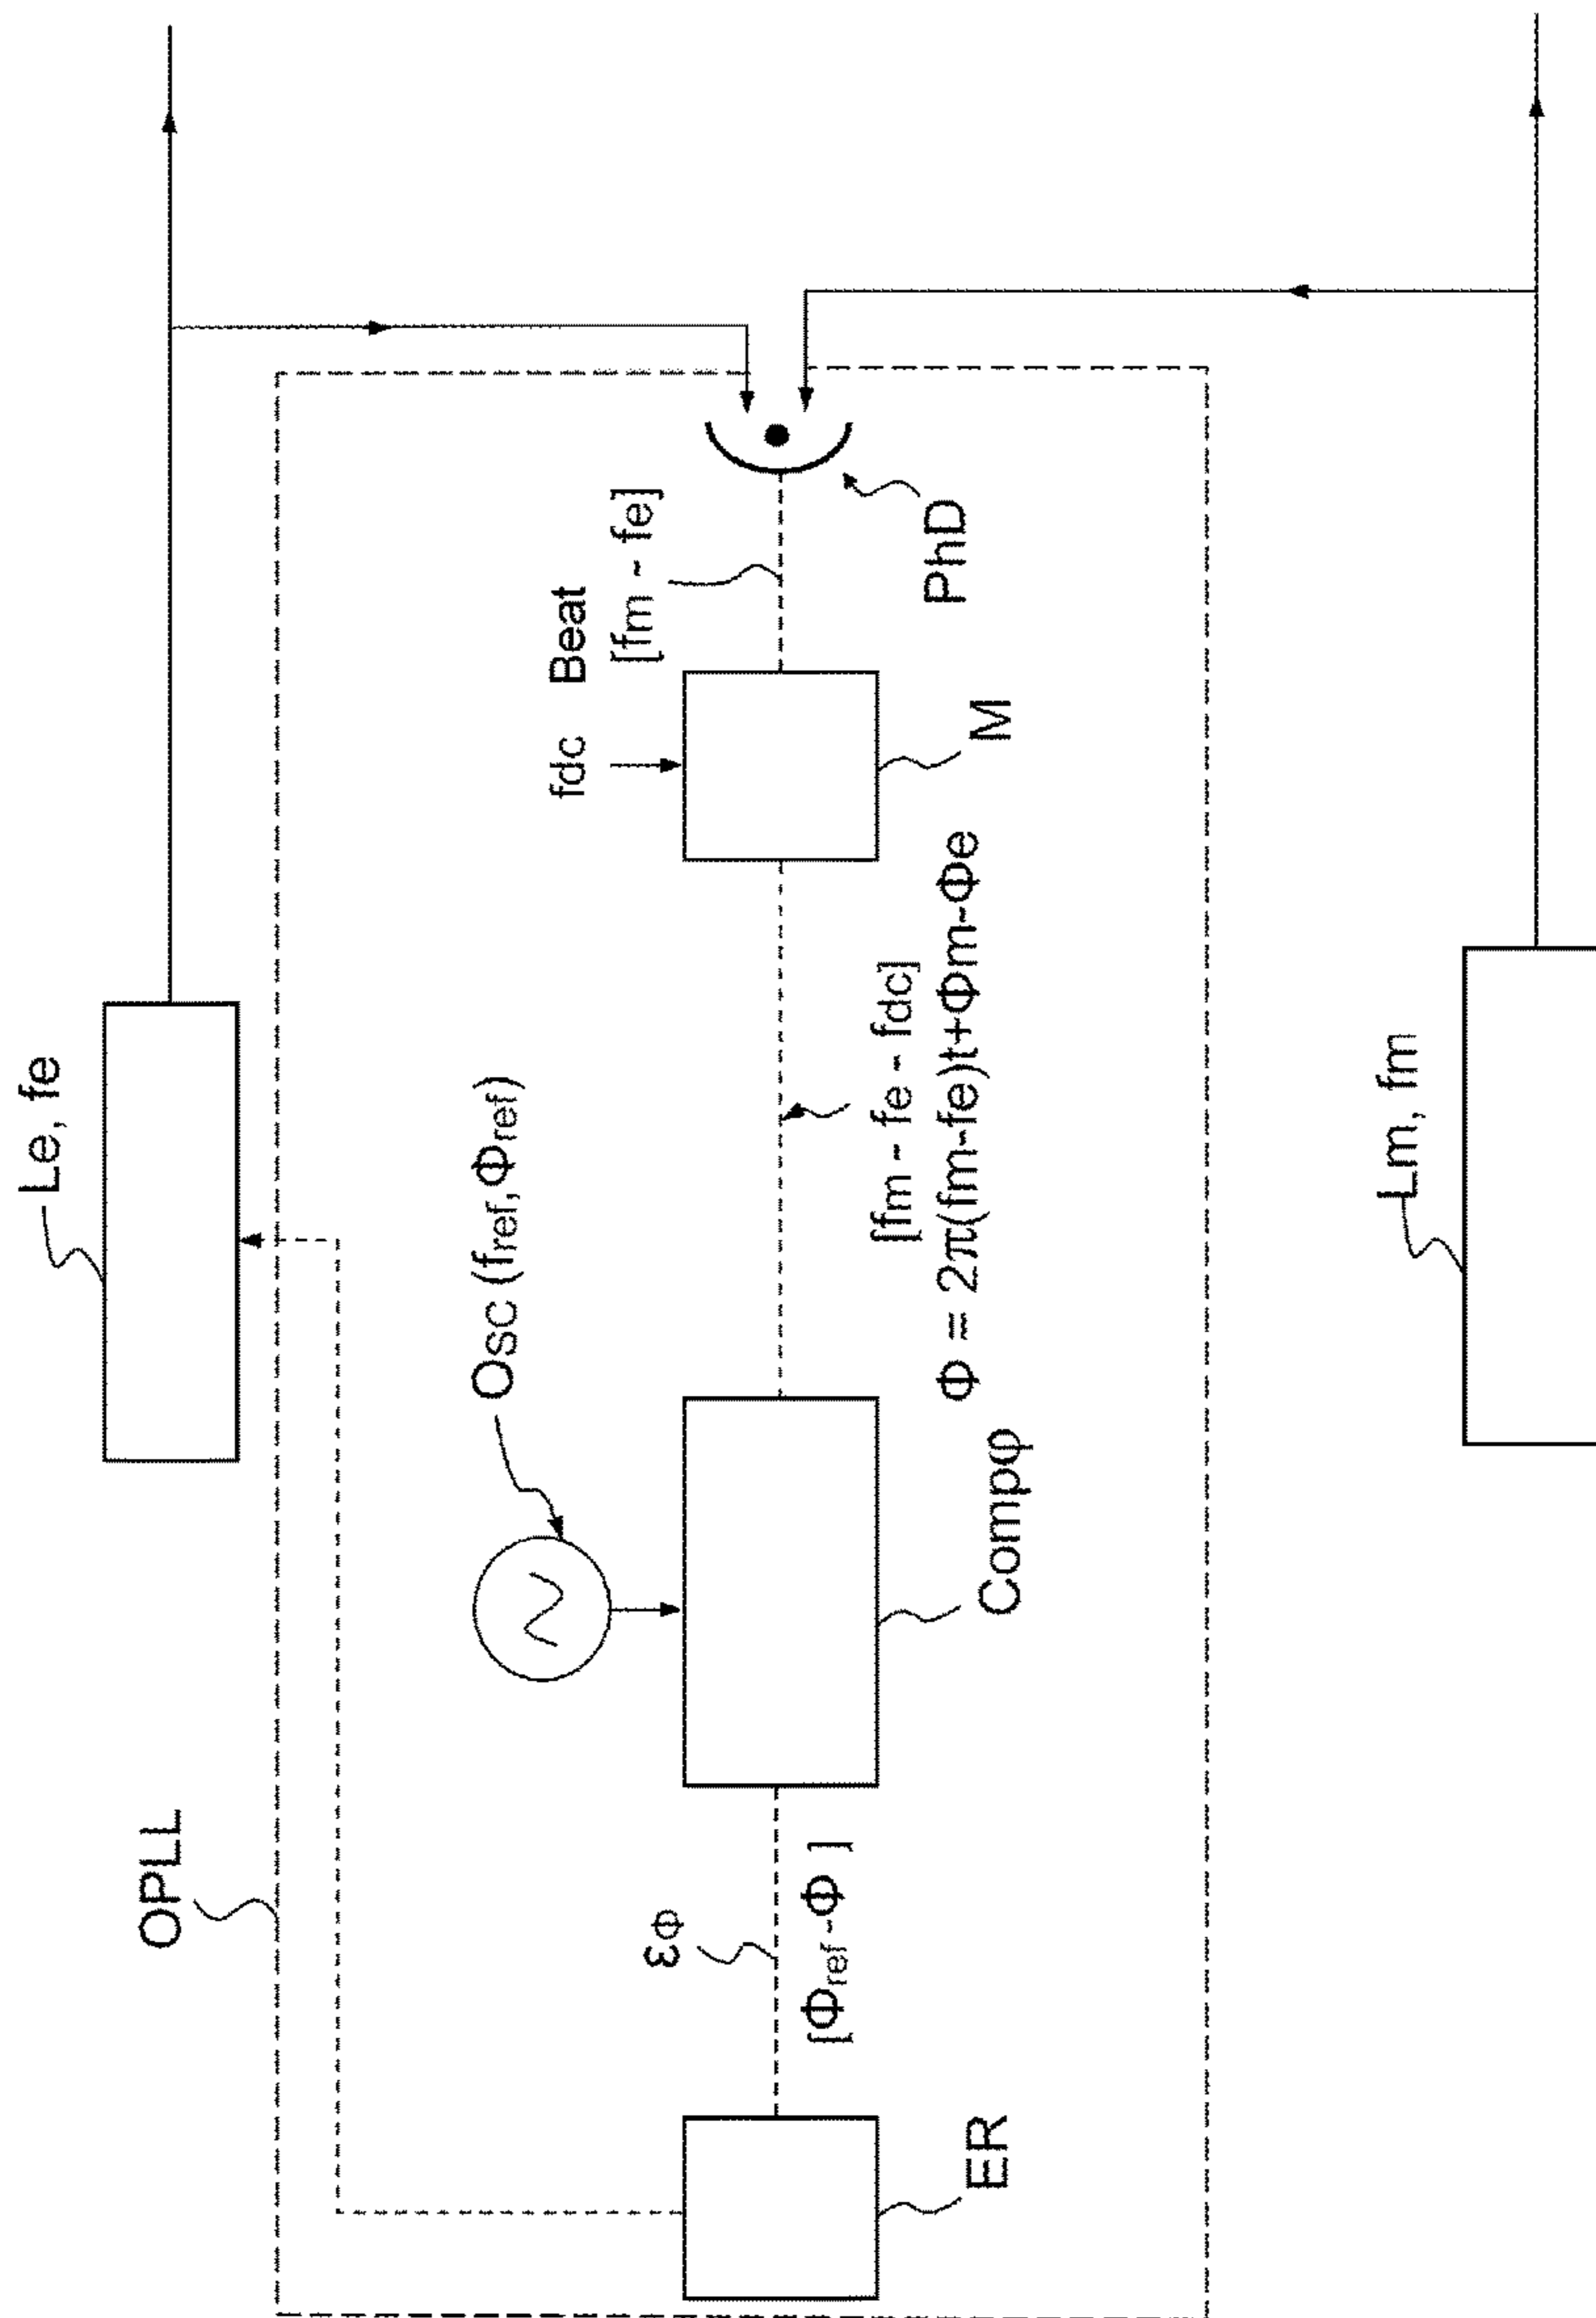 Le, fe
OPLL
Osc (fref,Φref)
fdc
Beat
[fm - fe]
εΦ
[Φref -Φ ]
[fm - fe - fdc]
Φ = 2π(fm-fe)t+Φm-Φe
ER
Compφ
M
PhD
Lm, fm